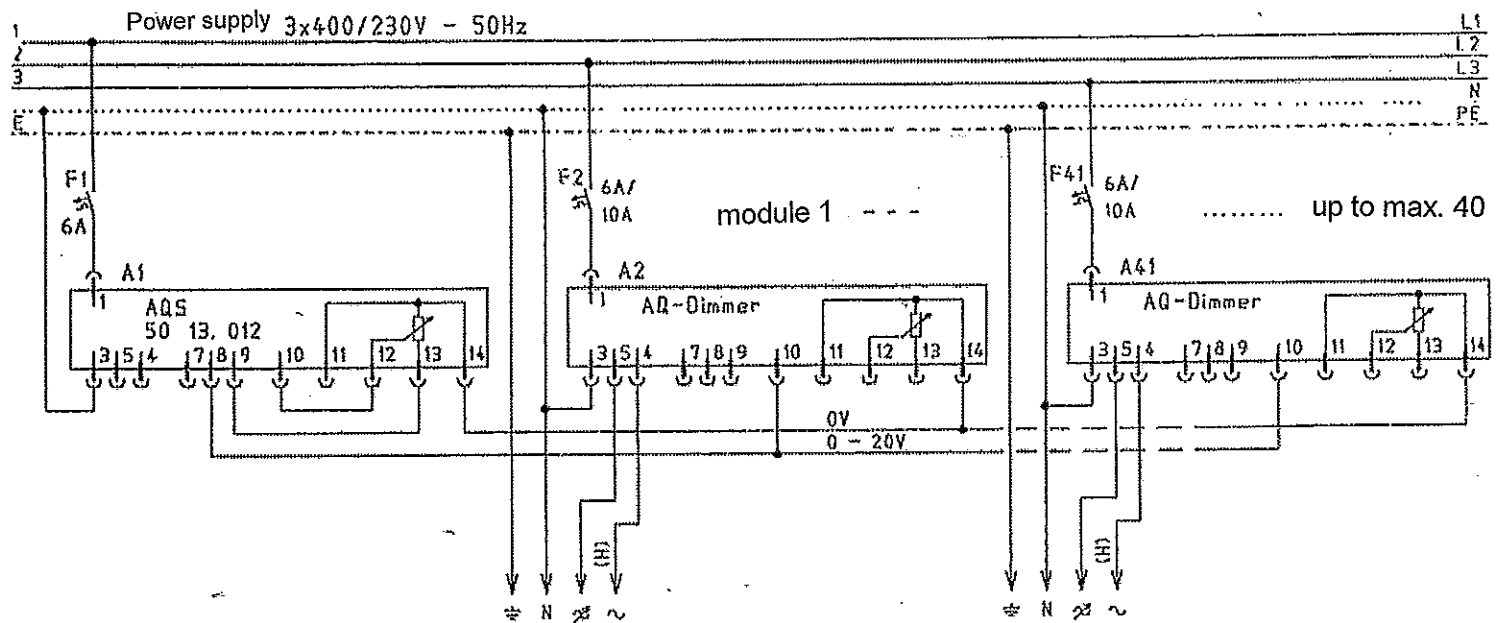 Power supply 3x400/230V - 50Hz
1 L1
2 L2
3 L3
N
E PE
F1
6A
F2 6A/
10A
module 1 - - -
F41 6A/
10A
......... up to max. 40
A1
1
AQS
50 13. 012
3 5 4 7 8 9 10 11 12 13 14
A2
1
AQ-Dimmer
3 5 4 7 8 9 10 11 12 13 14
A41
1
AQ-Dimmer
3 5 4 7 8 9 10 11 12 13 14
0V
0 - 20V
(H) (H)
N ~ N ~